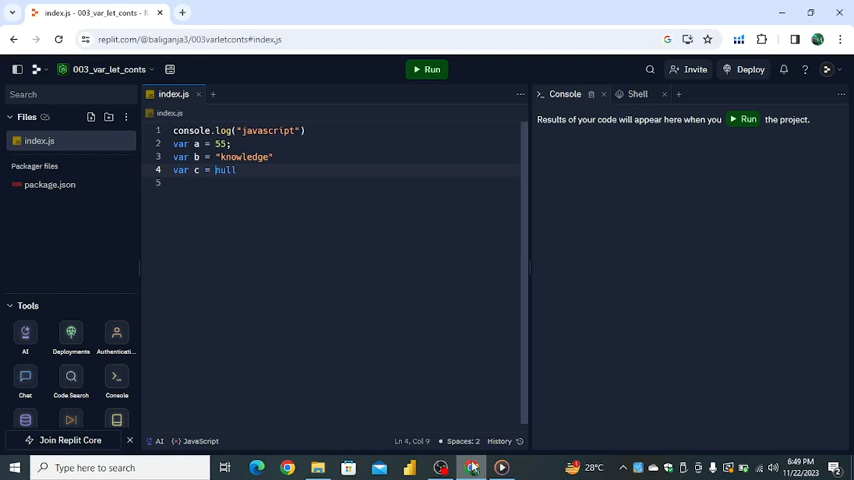 index.js - 003_var_let_conts - R
replit.com/@baliganja3/003varletconts#index.js
003_var_let_conts
Run
Invite
Deploy
Search
Files
index.js
Packager files
package.json
index.js
index.js
1 console.log("javascript")
2 var a = 55;
3 var b = "knowledge"
4 var c = null
5
Console
Shell
Results of your code will appear here when you Run the project.
Tools
AI
Deployments
Authenticati...
Chat
Code Search
Console
Join Replit Core
AI
JavaScript
Ln 4, Col 9
Spaces: 2
History
Type here to search
28°C
6:49 PM
11/22/2023
2